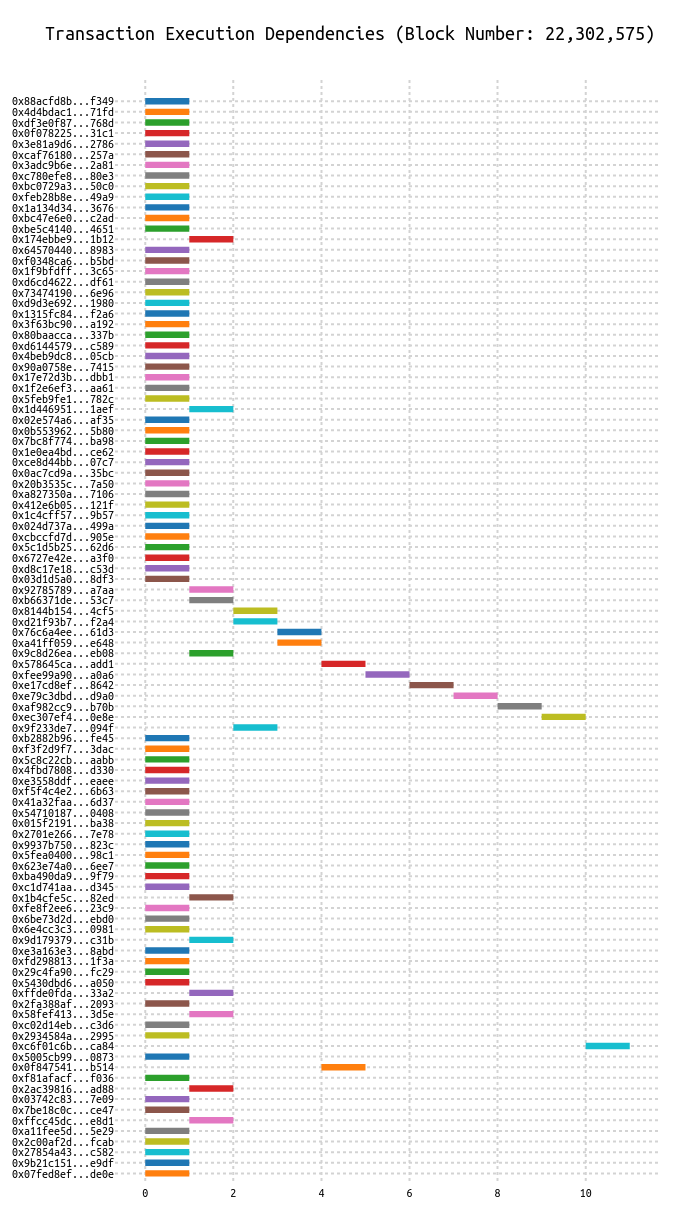 Transaction Execution Dependencies (Block Number: 22,302,575)
0x88acfd8b...f349
0x4d4bdac1...71fd
0xdf3e0f87...768d
0x0f078225...31c1
0x3e81a9d6...2786
0xcaf76180...257a
0x3adc9b6e...2a81
0xc780efe8...80e3
0xbc0729a3...50c0
0xfeb28b8e...49a9
0x1a134d34...3676
0xbc47e6e0...c2ad
0xbe5c4140...4651
0x174ebbe9...1b12
0x64570440...8983
0xf0348ca6...b5bd
0x1f9bfdff...3c65
0xd6cd4622...df61
0x73474190...6e96
0xd9d3e692...1980
0x1315fc84...f2a6
0x3f63bc90...a192
0x80baacca...337b
0xd6144579...c589
0x4beb9dc8...05cb
0x90a0758e...7415
0x17e72d3b...dbb1
0x1f2e6ef3...aa61
0x5feb9fe1...782c
0x1d446951...1aef
0x02e574a6...af35
0x0b553962...5b80
0x7bc8f774...ba98
0x1e0ea4bd...ce62
0xce8d44bb...07c7
0x0ac7cd9a...35bc
0x20b3535c...7a50
0xa827350a...7106
0x412e6b05...121f
0x1c4cff57...9b57
0x024d737a...499a
0xcbccfd7d...905e
0x5c1d5b25...62d6
0x6727e42e...a3f0
0xd8c17e18...c53d
0x03d1d5a0...8df3
0x92785789...a7aa
0xb66371de...53c7
0x8144b154...4cf5
0xd21f93b7...f2a4
0x76c6a4ee...61d3
0xa41ff059...e648
0x9c8d26ea...eb08
0x578645ca...add1
0xfee99a90...a0a6
0xe17cd8ef...8642
0xe79c3dbd...d9a0
0xaf982cc9...b70b
0xec307ef4...0e8e
0x9f233de7...094f
0xb2882b96...fe45
0xf3f2d9f7...3dac
0x5c8c22cb...aabb
0x4fbd7808...d330
0xe3558ddf...eaee
0xf5f4c4e2...6b63
0x41a32faa...6d37
0x54710187...0408
0x015f2191...ba38
0x2701e266...7e78
0x9937b750...823c
0x5fea0400...98c1
0x623e74a0...6ee7
0xba490da9...9f79
0xc1d741aa...d345
0x1b4cfe5c...82ed
0xfe8f2ee6...23c9
0x6be73d2d...ebd0
0x6e4cc3c3...0981
0x9d179379...c31b
0xe3a163e3...8abd
0xfd298813...1f3a
0x29c4fa90...fc29
0x5430dbd6...a050
0xffde0fda...33a2
0x2fa388af...2093
0x58fef413...3d5e
0xc02d14eb...c3d6
0x2934584a...2995
0xc6f01c6b...ca84
0x5005cb99...0873
0x0f847541...b514
0xf81afacf...f036
0x2ac39816...ad88
0x03742c83...7e09
0x7be18c0c...ce47
0xffcc45dc...e8d1
0xa11fee5d...5e29
0x2c00af2d...fcab
0x27854a43...c582
0x9b21c151...e9df
0x07fed8ef...de0e
0 2 4 6 8 10